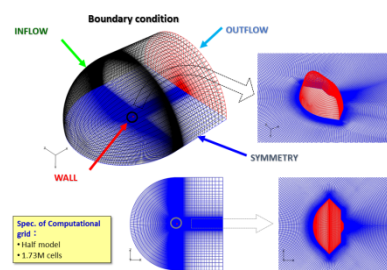 Boundary condition
INFLOW
OUTFLOW
WALL
SYMMETRY
Spec. of Computational
grid：
• Half model
• 1.73M cells